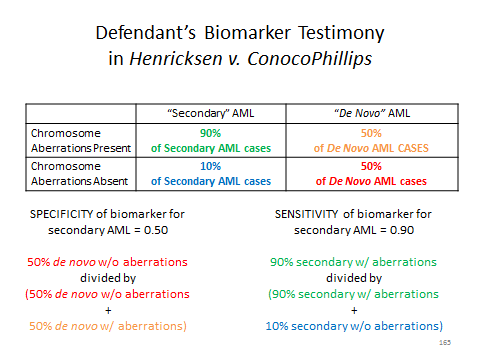 Defendant's Biomarker Testimony
in Henricksen v. ConocoPhillips
"Secondary" AML
"De Novo" AML
Chromosome
Aberrations Present
90%
of Secondary AML cases
50%
of De Novo AML CASES
Chromosome
Aberrations Absent
10%
of Secondary AML cases
50%
of De Novo AML cases
SPECIFICITY of biomarker for
secondary AML = 0.50
50% de novo w/o aberrations
divided by
(50% de novo w/o aberrations
+
50% de novo w/ aberrations)
SENSITIVITY of biomarker for
secondary AML = 0.90
90% secondary w/ aberrations
divided by
(90% secondary w/ aberrations
+
10% secondary w/o aberrations)
165